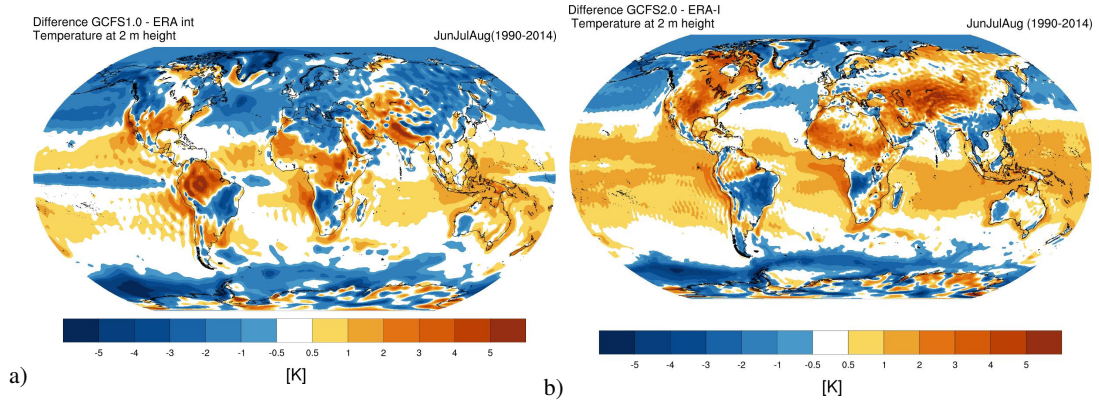 Difference GCFS1.0 - ERA int
Temperature at 2 m height
JunJulAug(1990-2014)
-5 -4 -3 -2 -1 -0.5 0.5 1 2 3 4 5
[K]
a)
Difference GCFS2.0 - ERA-I
Temperature at 2 m height
JunJulAug(1990-2014)
-5 -4 -3 -2 -1 -0.5 0.5 1 2 3 4 5
[K]
b)